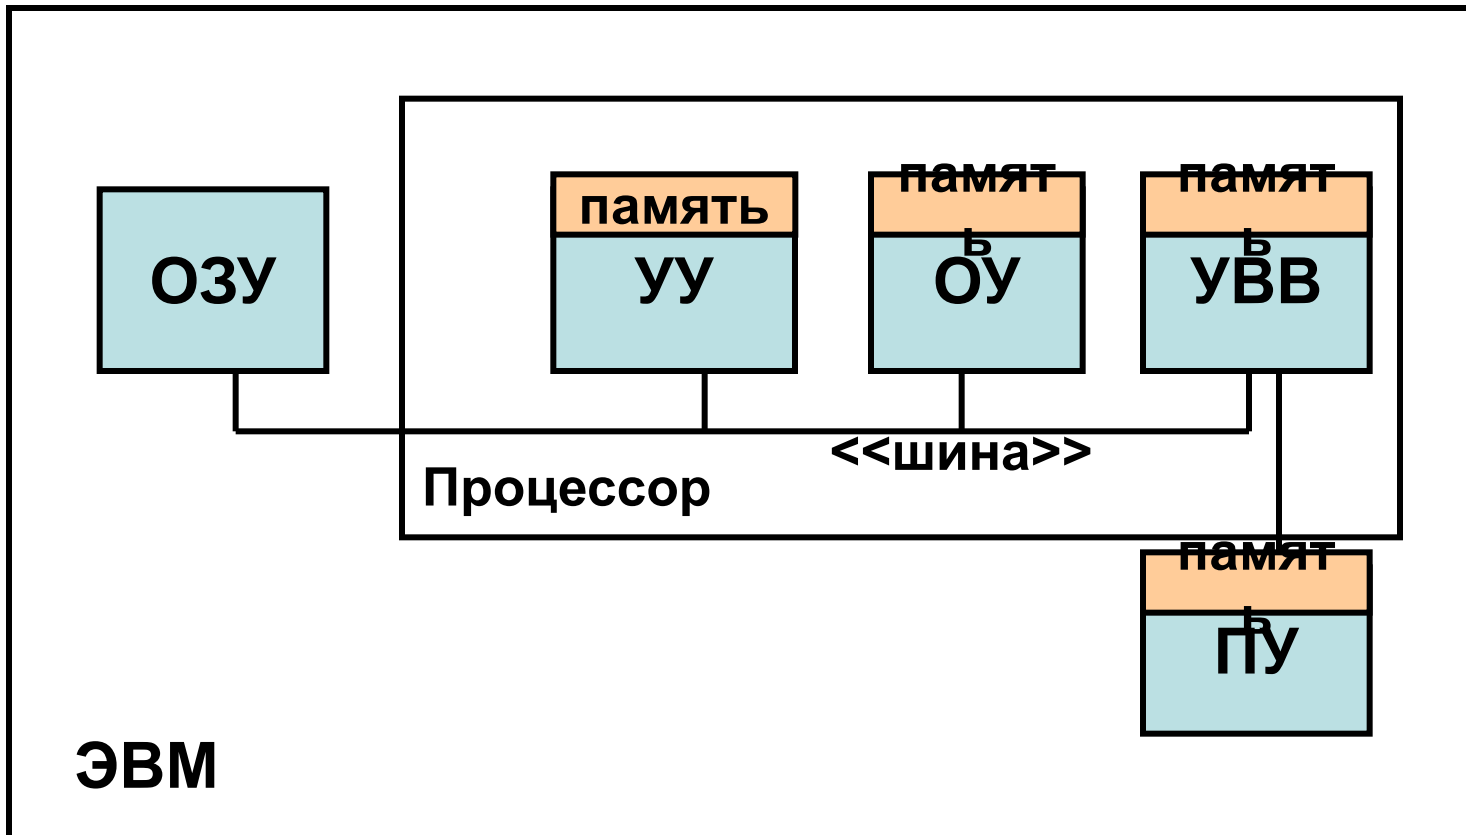 память
памят
ь
памят
ь
ОЗУ
УУ
ОУ
УВВ
<<шина>>
Процессор
памят
ь
ПУ
ЭВМ